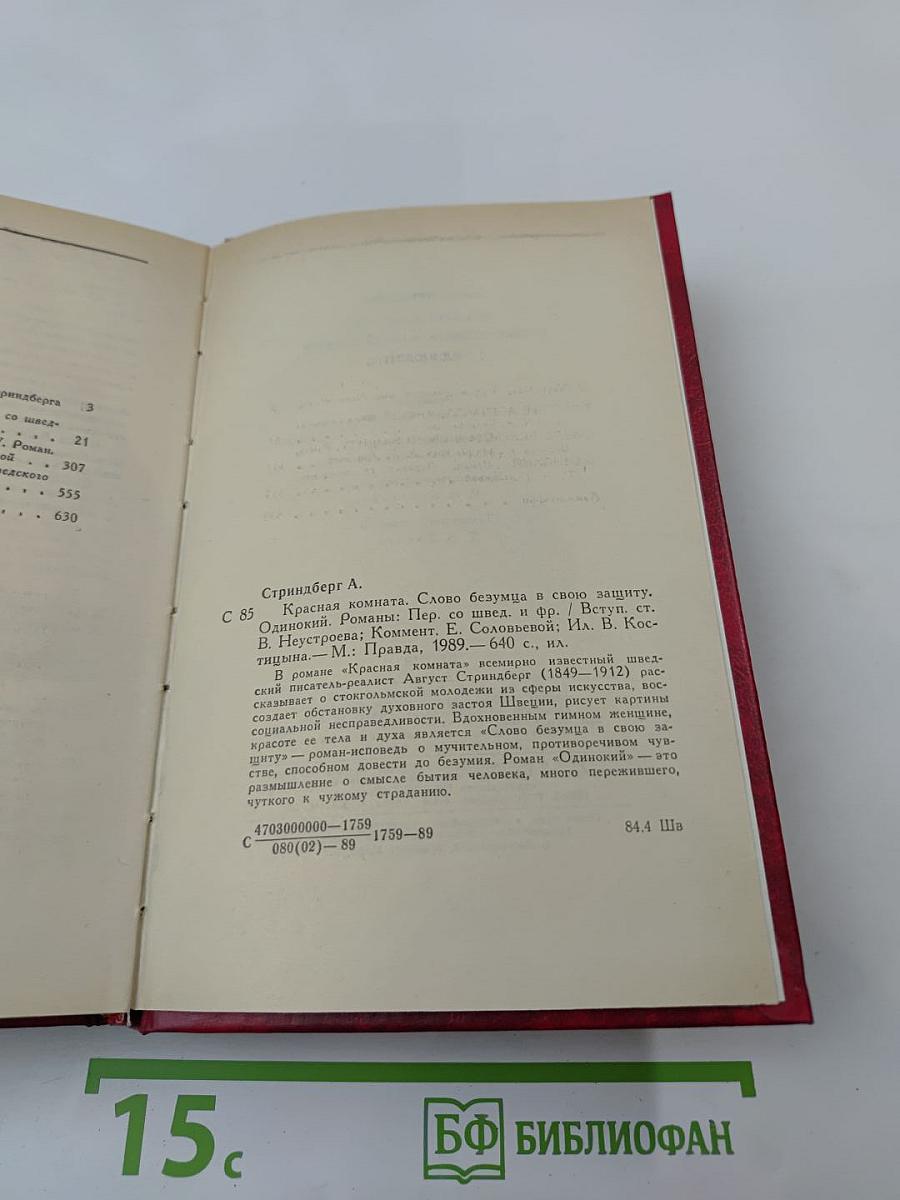 риндберга 3
со швед-
. . . . 21
Роман.
ой . . 307
едского
. . . . 555
. . . . 630
Стриндберг А.
С 85 Красная комната. Слово безумца в свою защиту.
Одинокий. Романы: Пер. со швед. и фр. / Вступ. ст.
В. Неустроева; Коммент. Е. Соловьевой; Ил. В. Кос-
тицына.— М.: Правда, 1989.— 640 с., ил.
В романе «Красная комната» всемирно известный швед-
ский писатель-реалист Август Стриндберг (1849—1912) рас-
сказывает о стокгольмской молодежи из сферы искусства, вос-
создает обстановку духовного застоя Швеции, рисует картины
социальной несправедливости. Вдохновенным гимном женщине,
красоте ее тела и духа является «Слово безумца в свою за-
щиту» — роман-исповедь о мучительном, противоречивом чув-
стве, способном довести до безумия. Роман «Одинокий» — это
размышление о смысле бытия человека, много пережившего,
чуткого к чужому страданию.
С 4703000000—1759
080(02)— 89
1759—89
84.4 Шв
15 с
БФ БИБЛИОФАН